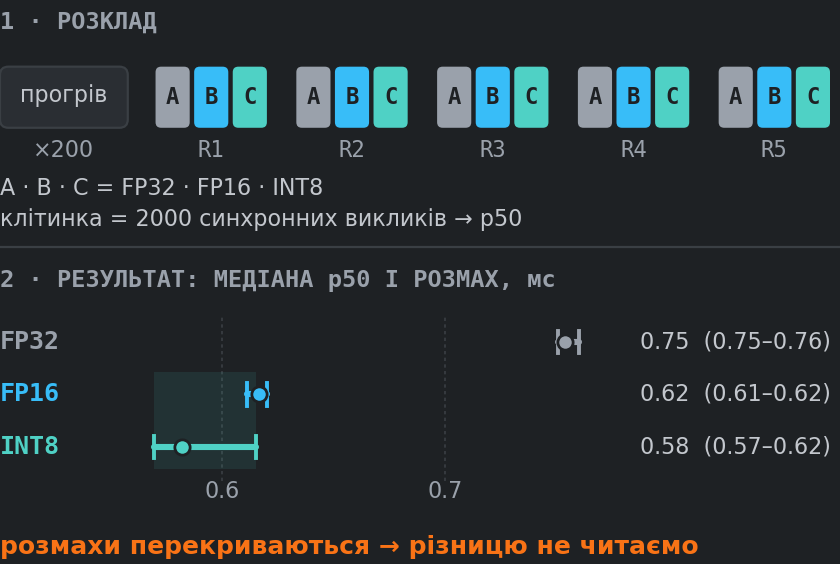 1 · РОЗКЛАД
прогрів A B C A B C A B C A B C A B C
×200 R1 R2 R3 R4 R5
A · B · C = FP32 · FP16 · INT8
клітинка = 2000 синхронних викликів → p50
2 · РЕЗУЛЬТАТ: МЕДІАНА p50 І РОЗМАХ, мс
FP32 0.75 (0.75–0.76)
FP16 0.62 (0.61–0.62)
INT8 0.58 (0.57–0.62)
0.6 0.7
розмахи перекриваються → різницю не читаємо